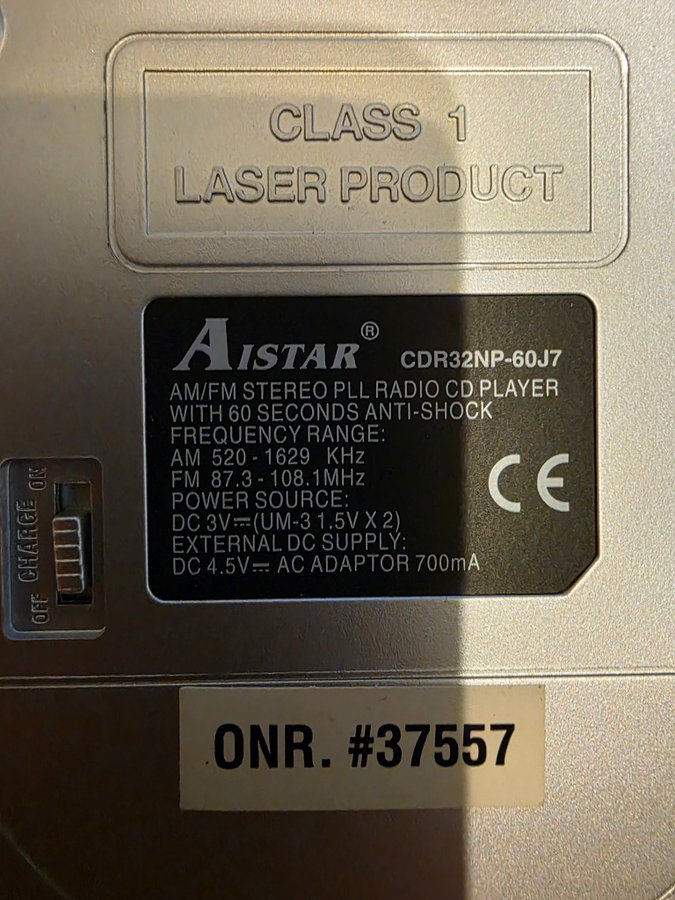 CLASS 1
LASER PRODUCT
AISTAR® CDR32NP-60J7
AM/FM STEREO PLL RADIO CD PLAYER
WITH 60 SECONDS ANTI-SHOCK
FREQUENCY RANGE:
AM 520 - 1629 KHz
FM 87.3 - 108.1MHz
POWER SOURCE:
DC 3V⎓(UM-3 1.5V X 2)
EXTERNAL DC SUPPLY:
DC 4.5V⎓ AC ADAPTOR 700mA
CE
OFF CHARGE ON
ONR. #37557